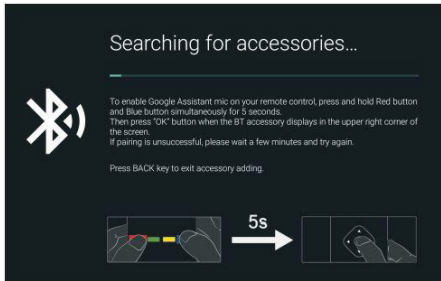 Searching for accessories...
To enable Google Assistant mic on your remote control, press and hold Red button
and Blue button simultaneously for 5 seconds.
Then press "OK" button when the BT accessory displays in the upper right corner of
the screen.
If pairing is unsuccessful, please wait a few minutes and try again.
Press BACK key to exit accessory adding.
5s